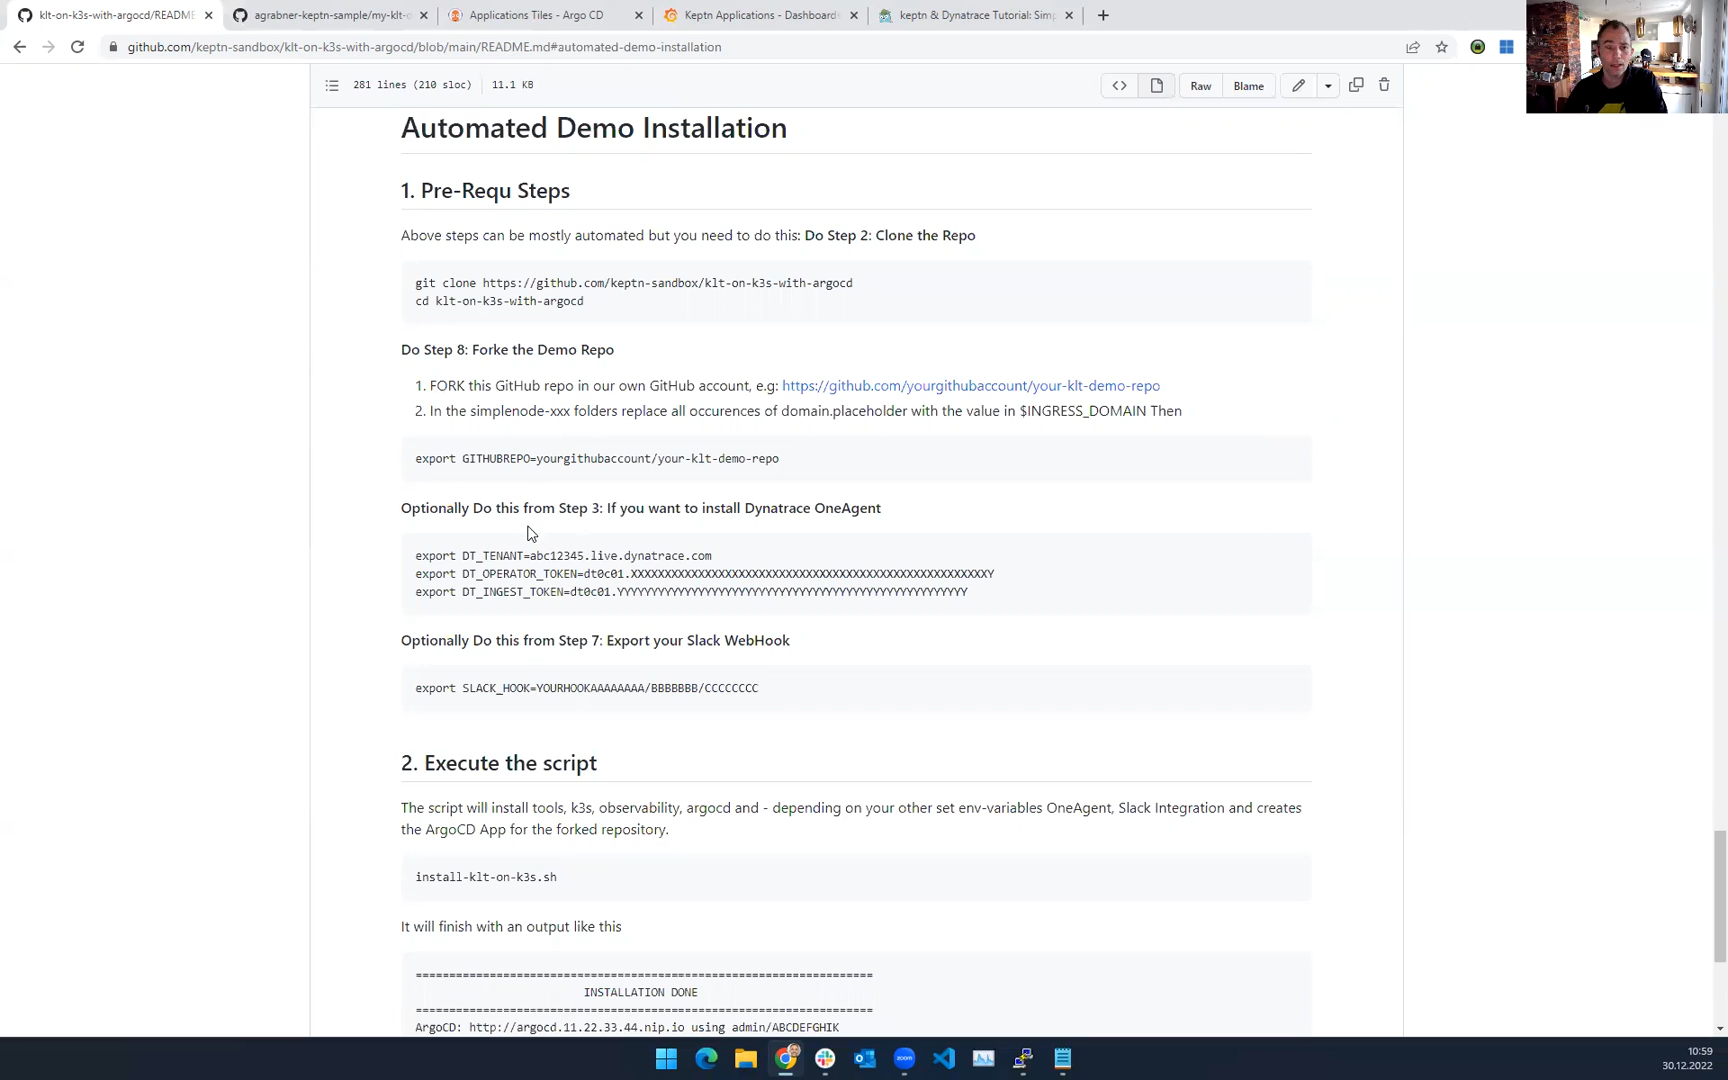 klt-on-k3s-with-argocd/README
agrabner-keptn-sample/my-klt-
Applications Tiles - Argo CD
Keptn Applications - Dashboard
keptn & Dynatrace Tutorial: Sim
github.com/keptn-sandbox/klt-on-k3s-with-argocd/blob/main/README.md#automated-demo-installation
281 lines (210 sloc) 11.1 KB
Raw
Blame
Automated Demo Installation
1. Pre-Requ Steps
Above steps can be mostly automated but you need to do this: Do Step 2: Clone the Repo
git clone https://github.com/keptn-sandbox/klt-on-k3s-with-argocd
cd klt-on-k3s-with-argocd
Do Step 8: Forke the Demo Repo
1. FORK this GitHub repo in our own GitHub account, e.g: https://github.com/yourgithubaccount/your-klt-demo-repo
2. In the simplenode-xxx folders replace all occurences of domain.placeholder with the value in $INGRESS_DOMAIN Then
export GITHUBREPO=yourgithubaccount/your-klt-demo-repo
Optionally Do this from Step 3: If you want to install Dynatrace OneAgent
export DT_TENANT=abc12345.live.dynatrace.com
export DT_OPERATOR_TOKEN=dt0c01.XXXXXXXXXXXXXXXXXXXXXXXXXXXXXXXXXXXXXXXXXXXXXXXXXXXXY
export DT_INGEST_TOKEN=dt0c01.YYYYYYYYYYYYYYYYYYYYYYYYYYYYYYYYYYYYYYYYYYYYYYYYYYYY
Optionally Do this from Step 7: Export your Slack WebHook
export SLACK_HOOK=YOURHOOKAAAAAAAA/BBBBBBB/CCCCCCCC
2. Execute the script
The script will install tools, k3s, observability, argocd and - depending on your other set env-variables OneAgent, Slack Integration and creates
the ArgoCD App for the forked repository.
install-klt-on-k3s.sh
It will finish with an output like this
====================================================================
INSTALLATION DONE
====================================================================
ArgoCD: http://argocd.11.22.33.44.nip.io using admin/ABCDEFGHIK
zoom
10:59
30.12.2022